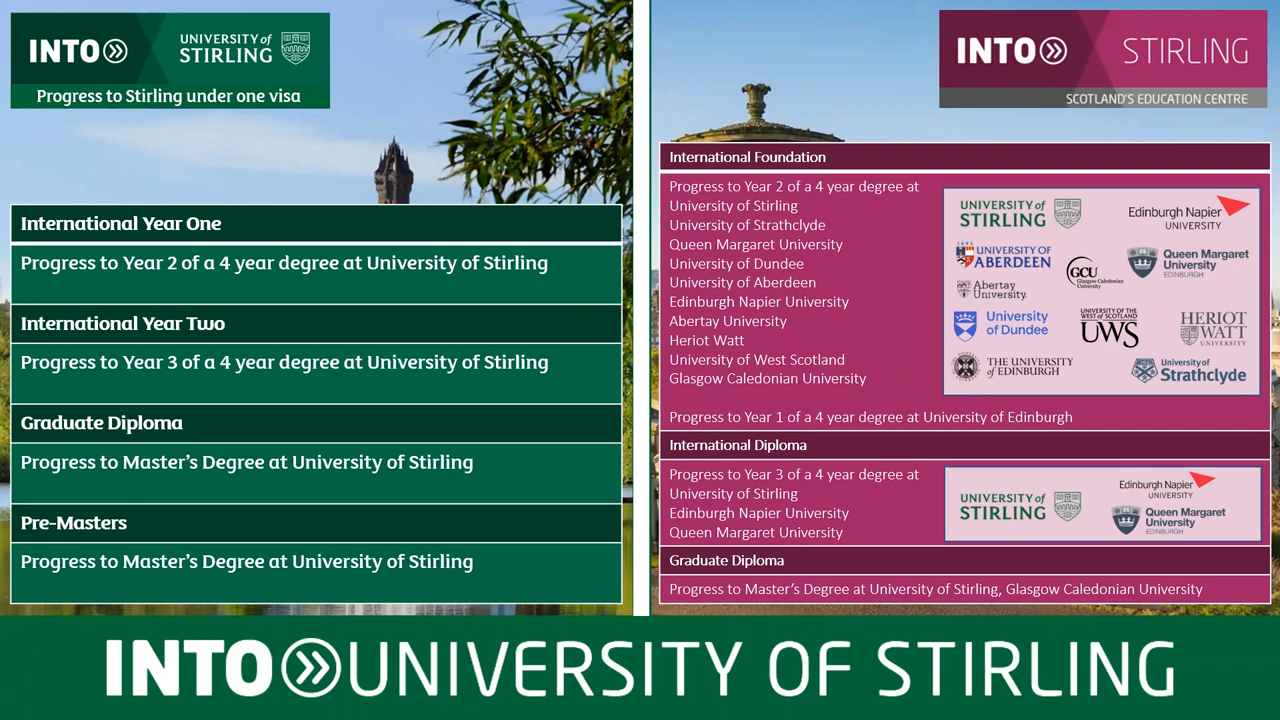 INTO
UNIVERSITY of
STIRLING
Progress to Stirling under one visa
International Year One
Progress to Year 2 of a 4 year degree at University of Stirling
International Year Two
Progress to Year 3 of a 4 year degree at University of Stirling
Graduate Diploma
Progress to Master's Degree at University of Stirling
Pre-Masters
Progress to Master's Degree at University of Stirling
INTO STIRLING
SCOTLAND'S EDUCATION CENTRE
International Foundation
Progress to Year 2 of a 4 year degree at
University of Stirling
University of Strathclyde
Queen Margaret University
University of Dundee
University of Aberdeen
Edinburgh Napier University
Abertay University
Heriot Watt
University of West Scotland
Glasgow Caledonian University
Progress to Year 1 of a 4 year degree at University of Edinburgh
UNIVERSITY of
STIRLING
Edinburgh Napier
UNIVERSITY
1495
UNIVERSITY OF
ABERDEEN
GCU
Glasgow Caledonian
University
Queen Margaret
University
EDINBURGH
Abertay
University.
University
of Dundee
UNIVERSITY OF THE
WEST of SCOTLAND
UWS
HERIOT
WATT
UNIVERSITY
THE UNIVERSITY
of EDINBURGH
University of
Strathclyde
International Diploma
Progress to Year 3 of a 4 year degree at
University of Stirling
Edinburgh Napier University
Queen Margaret University
UNIVERSITY of
STIRLING
Edinburgh Napier
UNIVERSITY
Queen Margaret
University
EDINBURGH
Graduate Diploma
Progress to Master's Degree at University of Stirling, Glasgow Caledonian University
INTO UNIVERSITY OF STIRLING